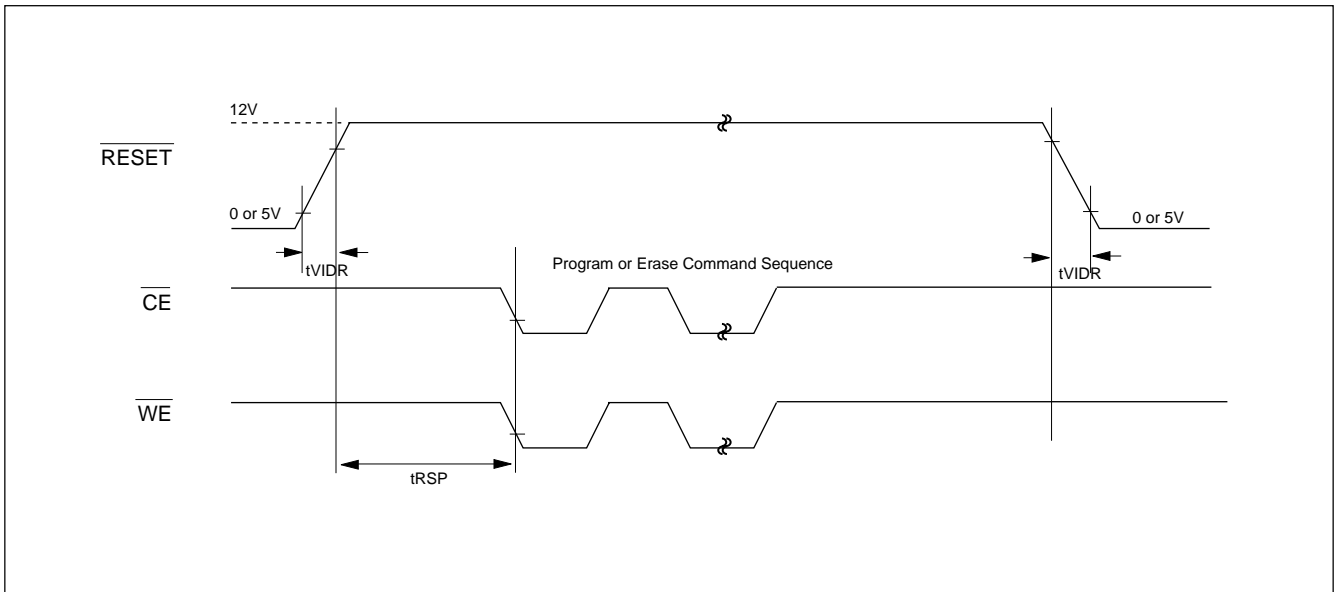 12V
RESET
0 or 5V
0 or 5V
tVIDR
tVIDR
Program or Erase Command Sequence
CE
WE
tRSP